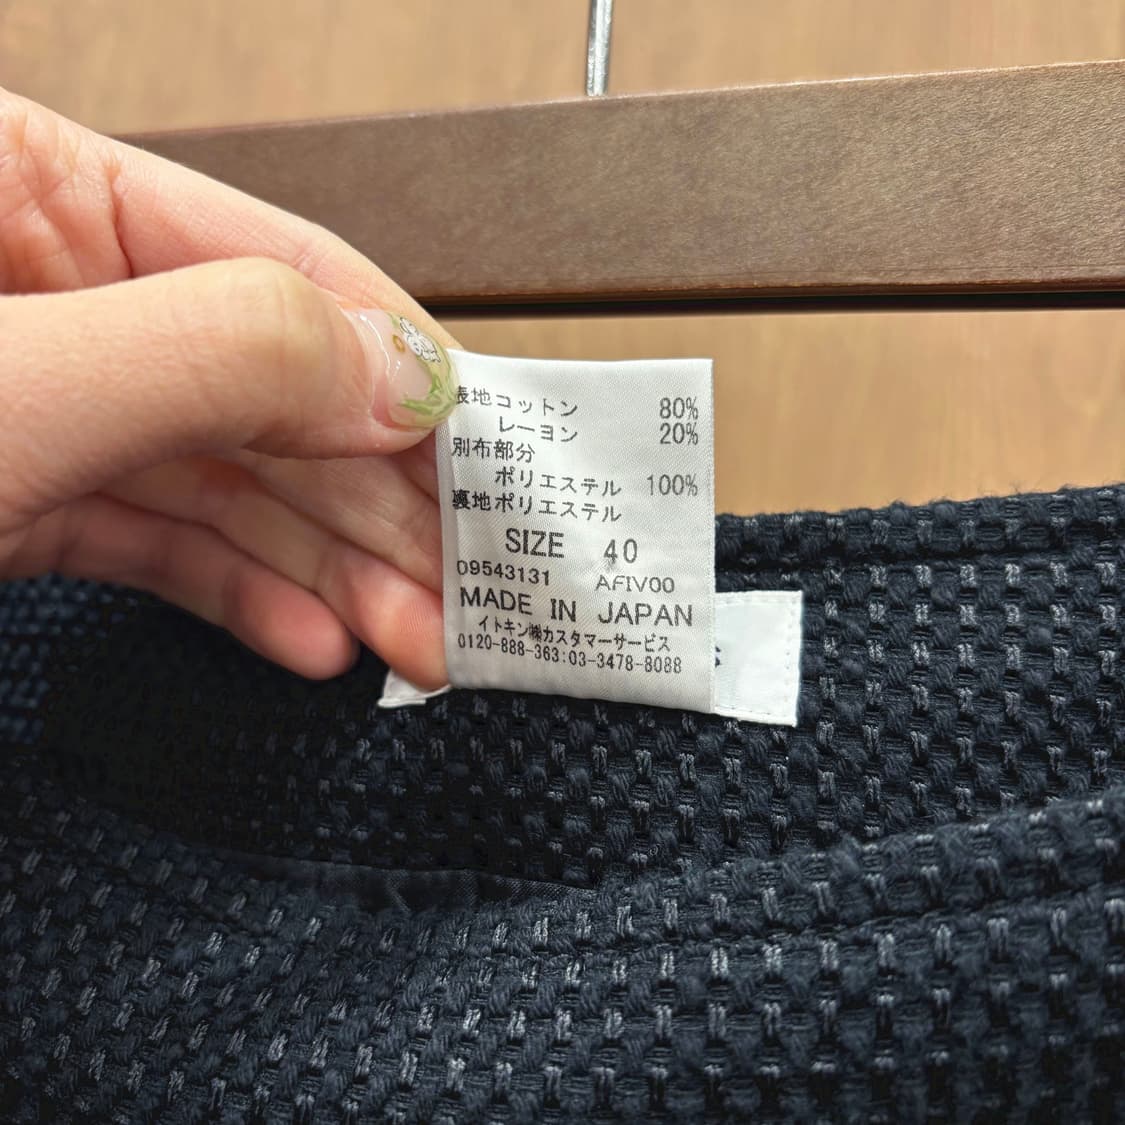 表地コットン 80%
レーヨン 20%
別布部分
ポリエステル 100%
裏地ポリエステル
SIZE 40
09543131 AFIV00
MADE IN JAPAN
イトキン㈱カスタマーサービス
0120-888-363:03-3478-8088